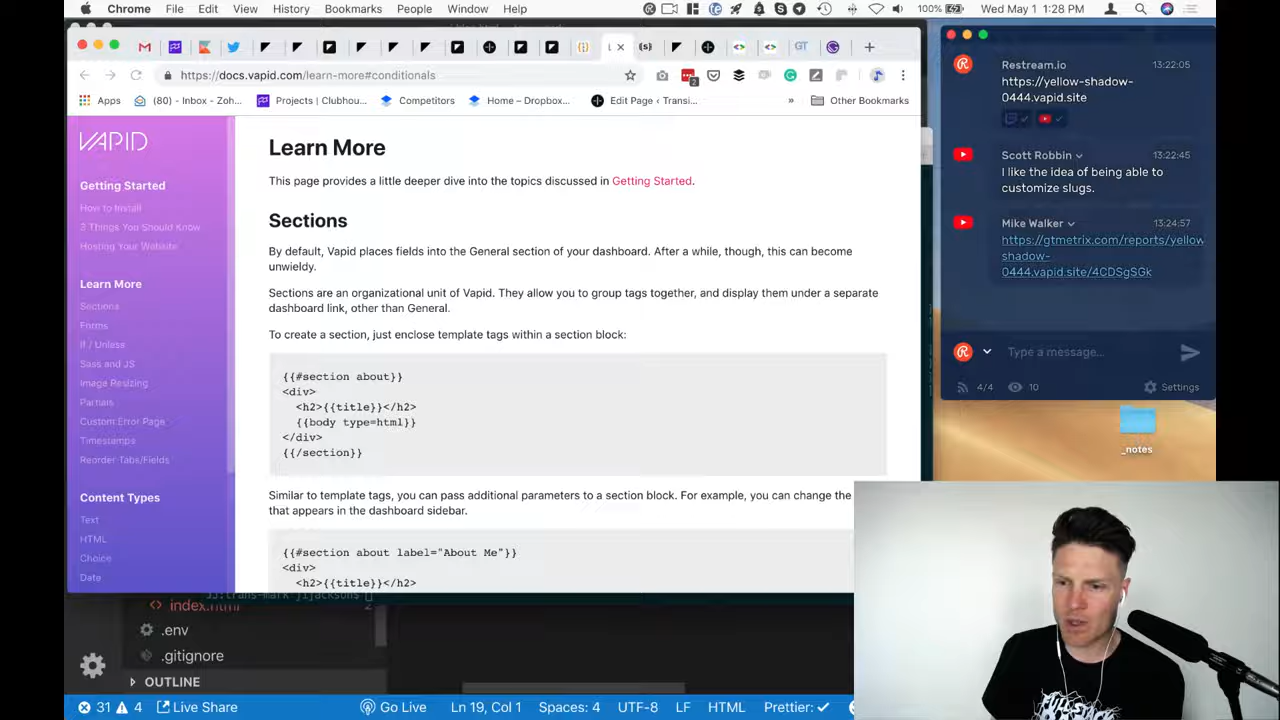 Chrome File Edit View History Bookmarks People Window Help
100% Wed May 1 1:28 PM
https://docs.vapid.com/learn-more#conditionals
Apps (80) - Inbox - Zoh... Projects | Clubhou... Competitors Home – Dropbox... Edit Page ‹ Transi... » Other Bookmarks
VAPID
Getting Started
How to Install
3 Things You Should Know
Hosting Your Website
Learn More
Sections
Forms
If / Unless
Sass and JS
Image Resizing
Partials
Custom Error Page
Timestamps
Reorder Tabs/Fields
Content Types
Text
HTML
Choice
Date
Learn More
This page provides a little deeper dive into the topics discussed in Getting Started.
Sections
By default, Vapid places fields into the General section of your dashboard. After a while, though, this can become
unwieldy.
Sections are an organizational unit of Vapid. They allow you to group tags together, and display them under a separate
dashboard link, other than General.
To create a section, just enclose template tags within a section block:
{{#section about}}
<div>
<h2>{{title}}</h2>
{{body type=html}}
</div>
{{/section}}
Similar to template tags, you can pass additional parameters to a section block. For example, you can change the
that appears in the dashboard sidebar.
{{#section about label="About Me"}}
<div>
<h2>{{title}}</h2>
Restream.io 13:22:05
https://yellow-shadow-
0444.vapid.site
Scott Robbin 13:22:45
I like the idea of being able to
customize slugs.
Mike Walker 13:24:57
https://gtmetrix.com/reports/yellow
shadow-
0444.vapid.site/4CDSgSGk
Type a message...
4/4 10 Settings
_notes
index.html 2
.env
.gitignore
OUTLINE
31 4 Live Share Go Live Ln 19, Col 1 Spaces: 4 UTF-8 LF HTML Prettier: ✓
FULL STACK